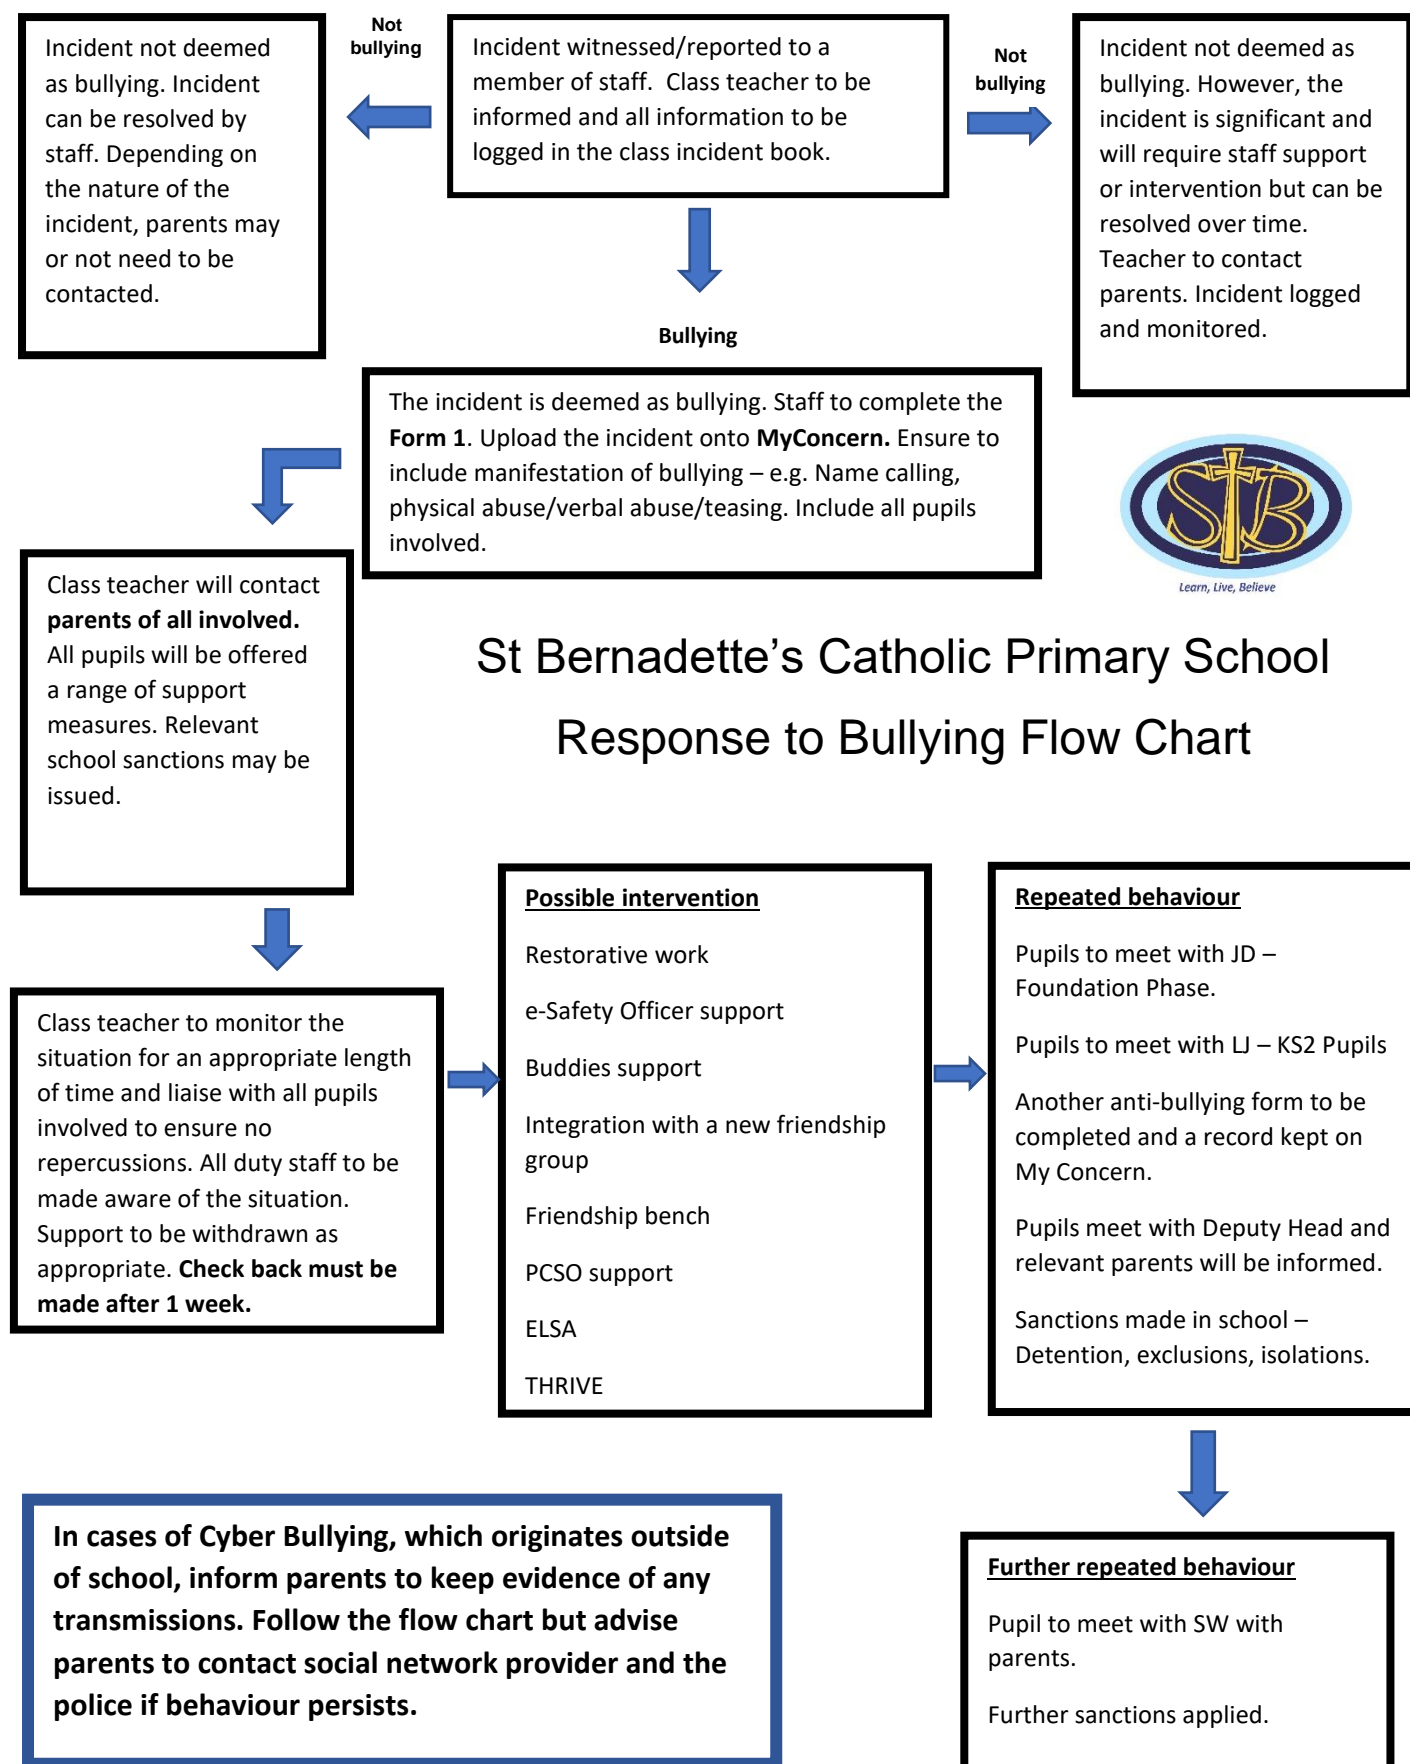 Incident not deemed
as bullying. Incident
can be resolved by
staff. Depending on
the nature of the
incident, parents may
or not need to be
contacted.
Not
bullying
Incident witnessed/reported to a
member of staff.  Class teacher to be
informed and all information to be
logged in the class incident book.
Not
bullying
Incident not deemed as
bullying. However, the
incident is significant and
will require staff support
or intervention but can be
resolved over time.
Teacher to contact
parents. Incident logged
and monitored.
Bullying
The incident is deemed as bullying. Staff to complete the
Form 1. Upload the incident onto MyConcern. Ensure to
include manifestation of bullying – e.g. Name calling,
physical abuse/verbal abuse/teasing. Include all pupils
involved.
STB
Learn, Live, Believe
Class teacher will contact
parents of all involved.
All pupils will be offered
a range of support
measures. Relevant
school sanctions may be
issued.
St Bernadette’s Catholic Primary School
Response to Bullying Flow Chart
Class teacher to monitor the
situation for an appropriate length
of time and liaise with all pupils
involved to ensure no
repercussions. All duty staff to be
made aware of the situation.
Support to be withdrawn as
appropriate. Check back must be
made after 1 week.
Possible intervention
Restorative work
e-Safety Officer support
Buddies support
Integration with a new friendship
group
Friendship bench
PCSO support
ELSA
THRIVE
Repeated behaviour
Pupils to meet with JD –
Foundation Phase.
Pupils to meet with LJ – KS2 Pupils
Another anti-bullying form to be
completed and a record kept on
My Concern.
Pupils meet with Deputy Head and
relevant parents will be informed.
Sanctions made in school –
Detention, exclusions, isolations.
In cases of Cyber Bullying, which originates outside
of school, inform parents to keep evidence of any
transmissions. Follow the flow chart but advise
parents to contact social network provider and the
police if behaviour persists.
Further repeated behaviour
Pupil to meet with SW with
parents.
Further sanctions applied.